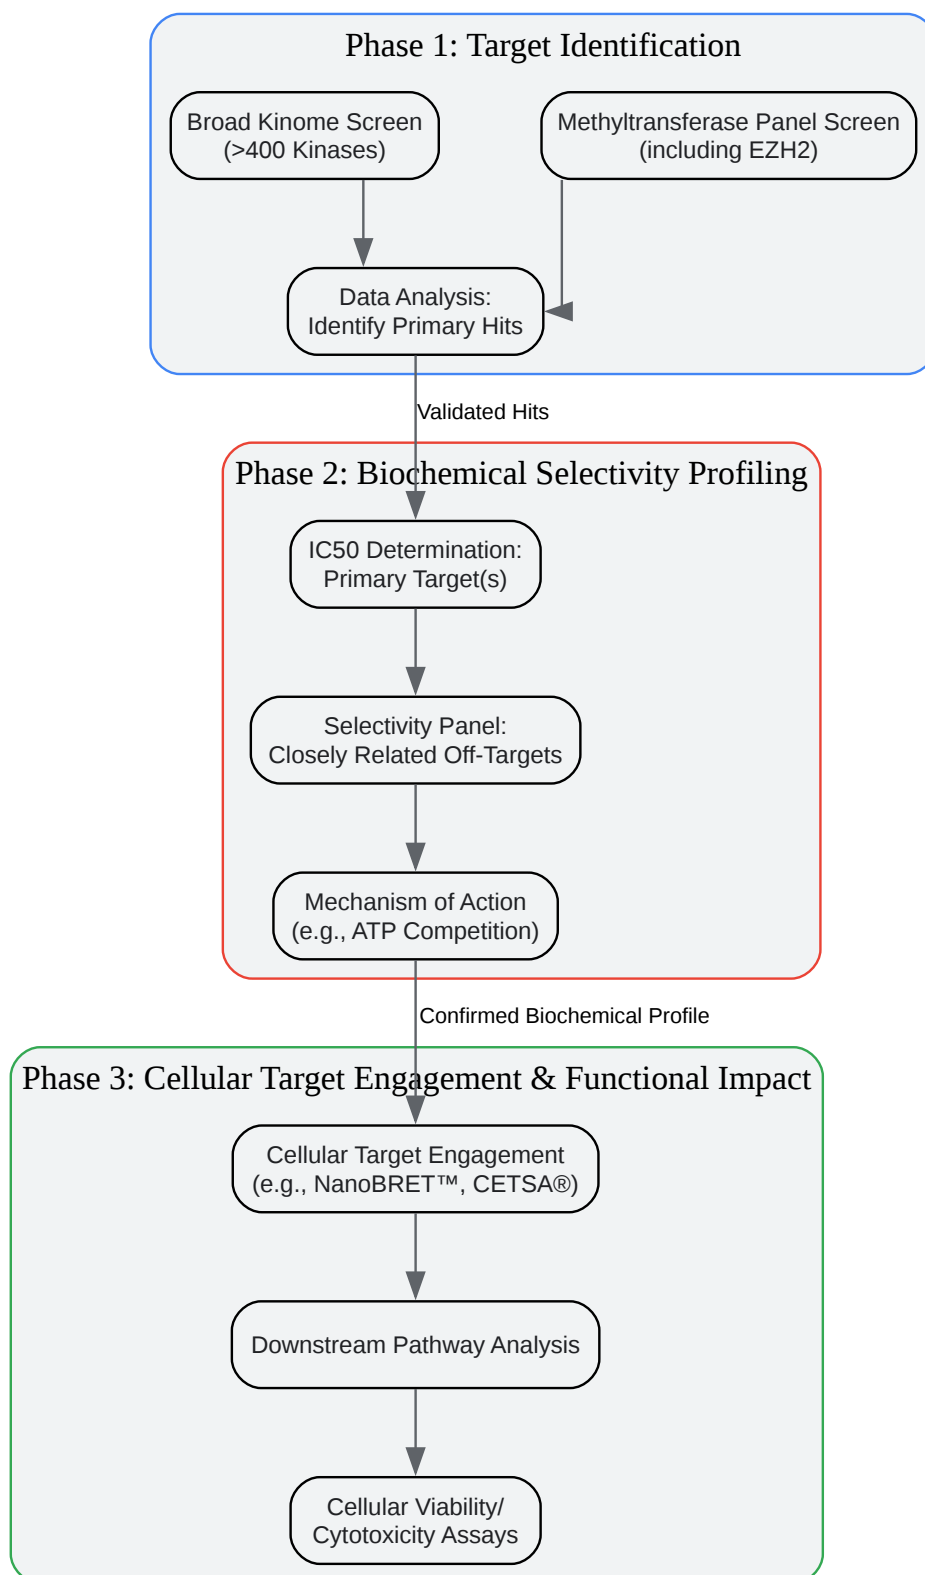 Phase 1: Target Identification
Broad Kinome Screen
(>400 Kinases)
Methyltransferase Panel Screen
(including EZH2)
Data Analysis:
Identify Primary Hits
Validated Hits
Phase 2: Biochemical Selectivity Profiling
IC50 Determination:
Primary Target(s)
Selectivity Panel:
Closely Related Off-Targets
Mechanism of Action
(e.g., ATP Competition)
Confirmed Biochemical Profile
Phase 3: Cellular Target Engagement & Functional Impact
Cellular Target Engagement
(e.g., NanoBRET™, CETSA®)
Downstream Pathway Analysis
Cellular Viability/
Cytotoxicity Assays